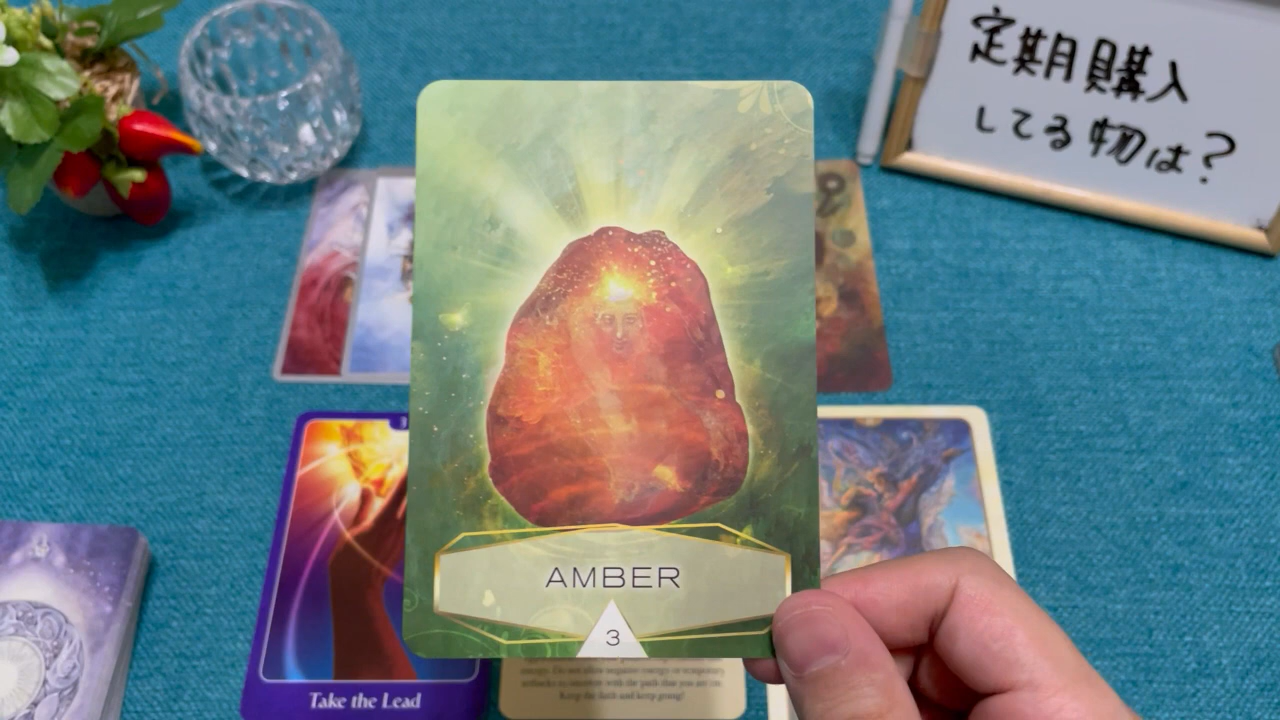 定期購入
してる物は?
AMBER
3
Take the Lead
Keep the faith and keep going!